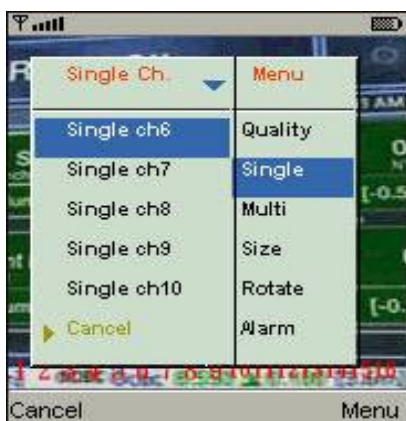 Single Ch.
Menu
Single ch6
Quality
Single ch7
Single
Single ch8
Multi
Single ch9
Size
Single ch10
Rotate
Cancel
Alarm
Cancel
Menu